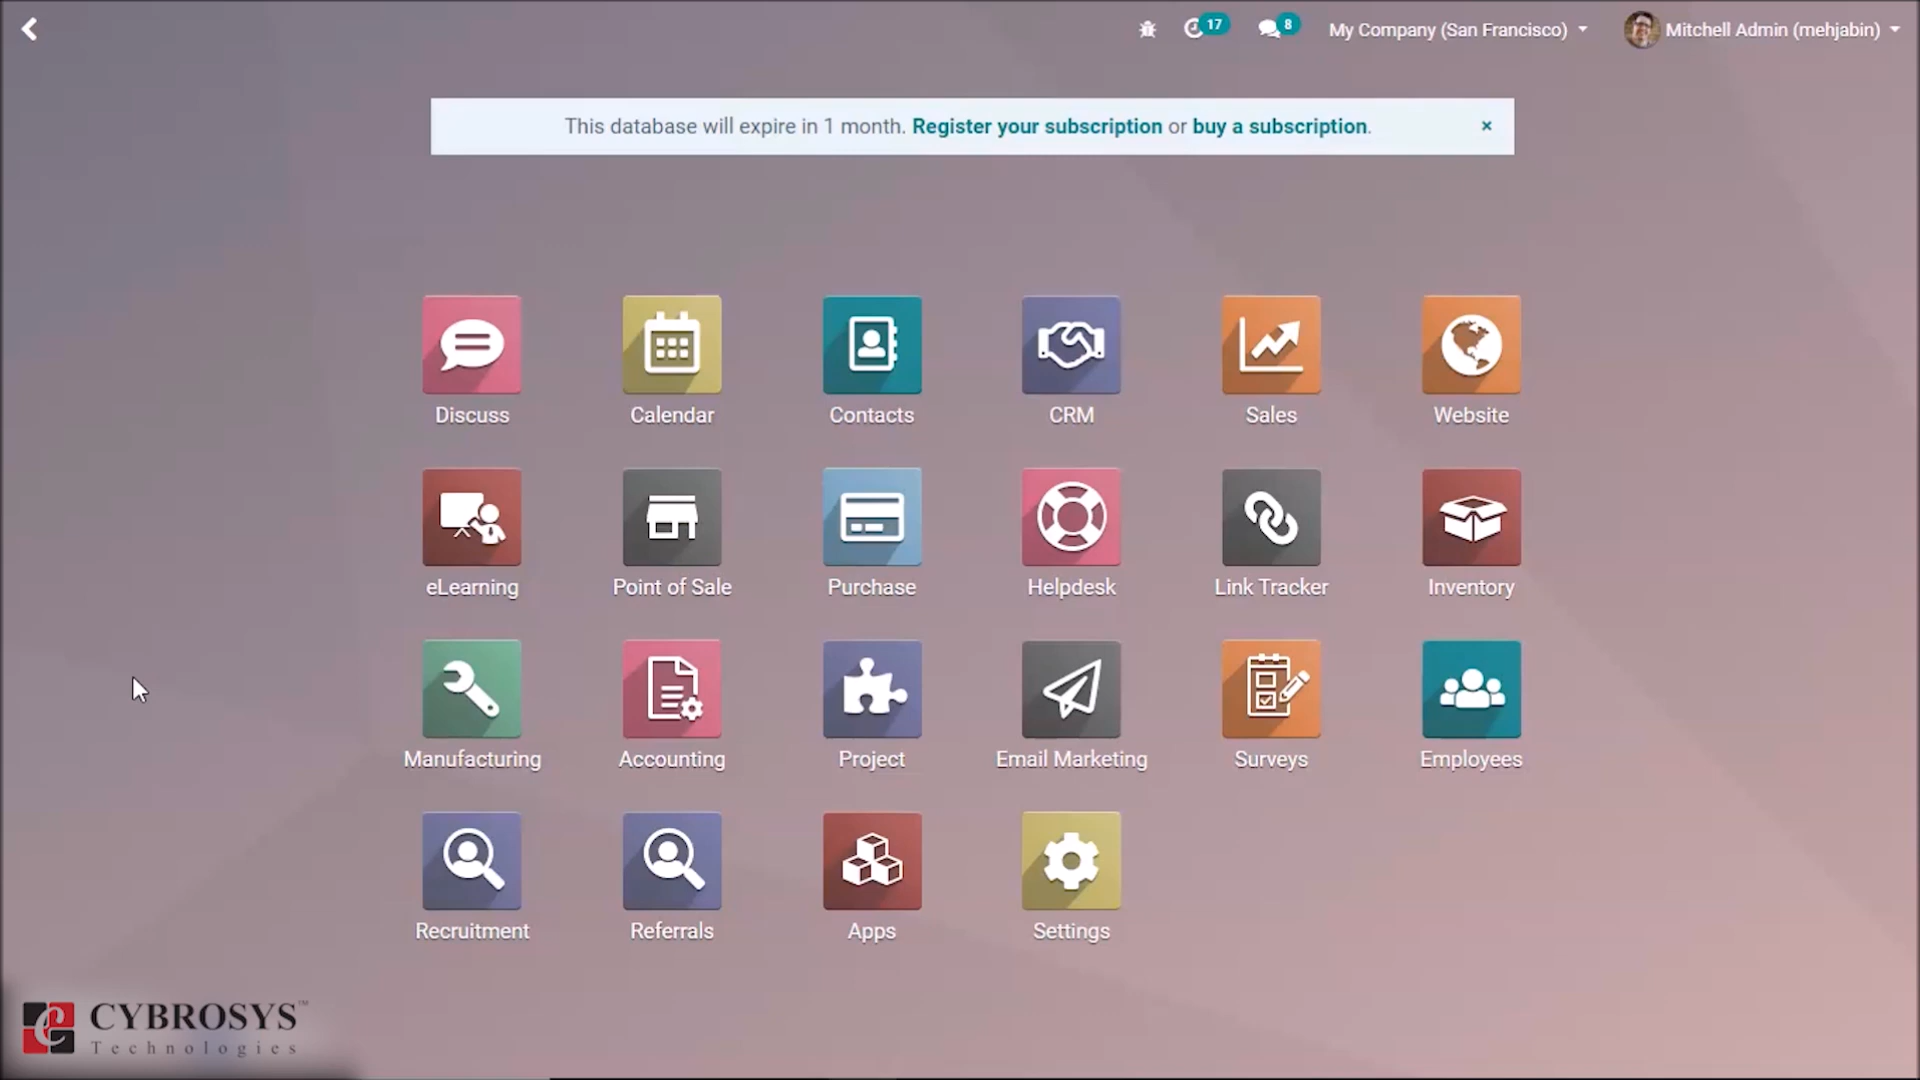 17
8
My Company (San Francisco)
Mitchell Admin (mehjabin)
This database will expire in 1 month. Register your subscription or buy a subscription.
×
Discuss
Calendar
Contacts
CRM
Sales
Website
eLearning
Point of Sale
Purchase
Helpdesk
Link Tracker
Inventory
Manufacturing
Accounting
Project
Email Marketing
Surveys
Employees
Recruitment
Referrals
Apps
Settings
CYBROSYS™
Technologies